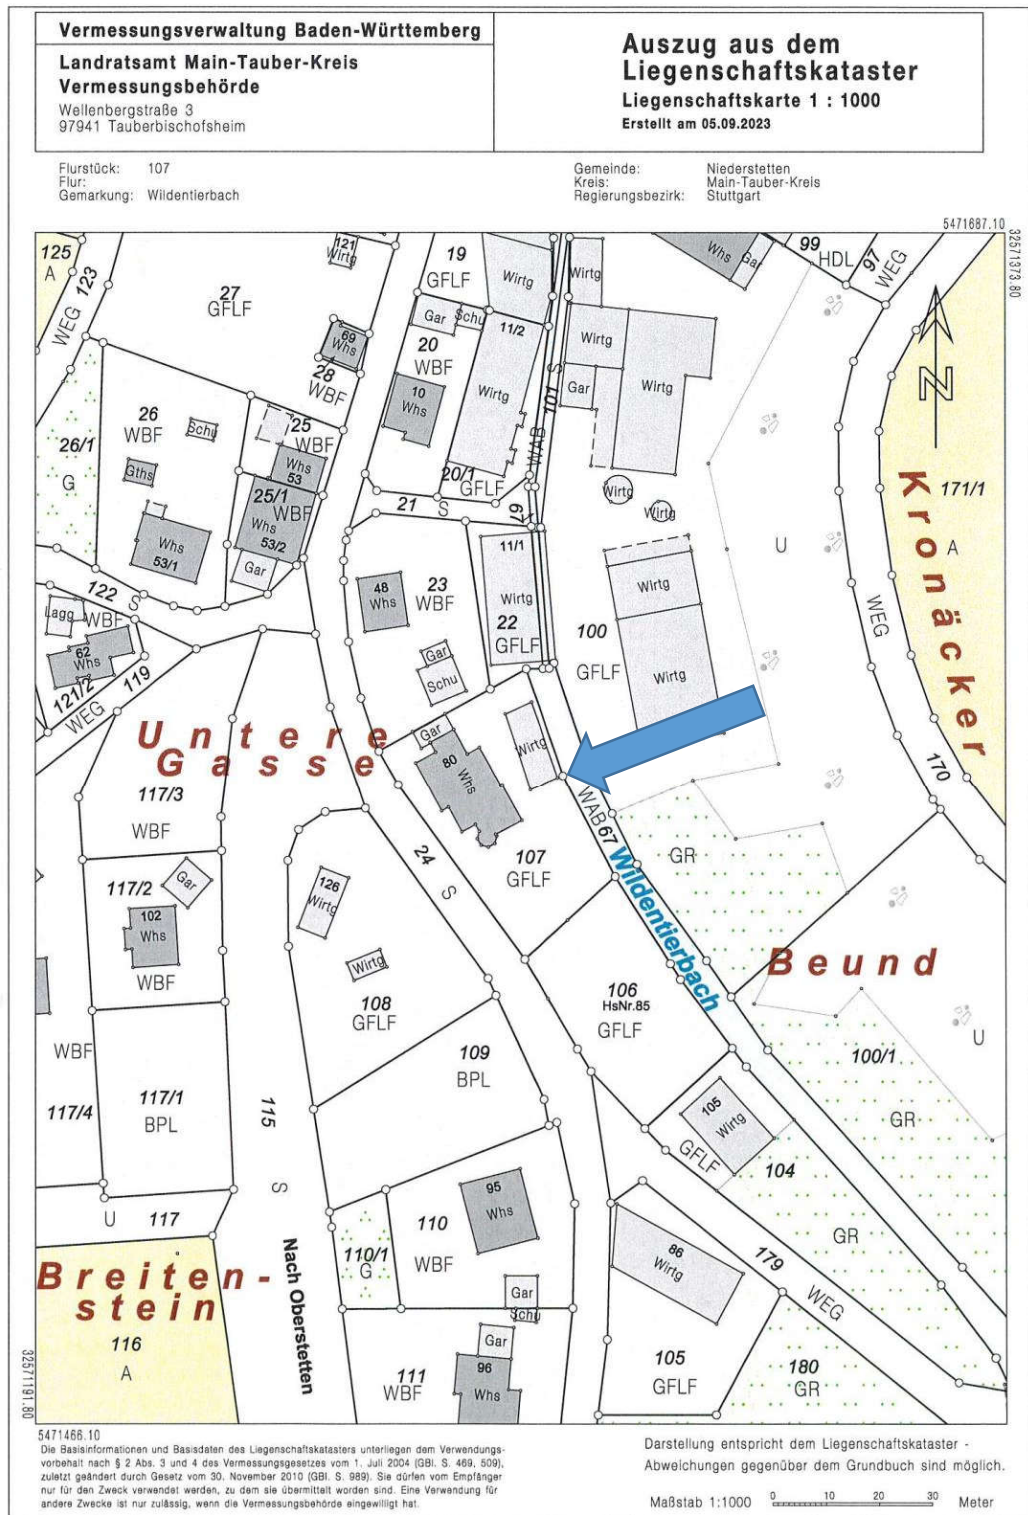 Vermessungsverwaltung Baden-Württemberg
Landratsamt Main-Tauber-Kreis
Vermessungsbehörde
Wellenbergstraße 3
97941 Tauberbischofsheim
Auszug aus dem
Liegenschaftskataster
Liegenschaftskarte 1 : 1000
Erstellt am 05.09.2023
Flurstück: 107
Flur:
Gemarkung: Wildentierbach
Gemeinde: Niederstetten
Kreis: Main-Tauber-Kreis
Regierungsbezirk: Stuttgart
5471687.10
32571373.80
125
A
123
WEG
27
GFLF
121
Wirtg
19
GFLF
Wirtg
Wirtg
Whs
Gar
99
HDL
97
WEG
69
Whs
28
WBF
Gar
Schu
20
WBF
11/2
Wirtg
10
Whs
20/1
GFLF
WAB
101
S
Wirtg
Gar
Wirtg
Wirtg
Wirtg
26
WBF
26/1
G
Schu
Gths
Whs
53/1
25
WBF
Whs
53
25/1
WBF
Whs
53/2
Gar
21
S
67
11/1
Wirtg
22
GFLF
48
Whs
23
WBF
Gar
Schu
100
GFLF
Wirtg
Wirtg
U
WEG
Kronäcker
171/1
A
170
122
S
Lagg
WBF
62
Whs
121/2
119
WEG
Untere
Gasse
117/3
WBF
Gar
80
Whs
Wirtg
WAB
67
Wildentierbach
107
GFLF
GR
24
S
117/2
Gar
102
Whs
WBF
126
Wirtg
Wirtg
108
GFLF
106
HsNr.85
GFLF
Beund
U
100/1
GR
WBF
117/4
117/1
BPL
115
S
109
BPL
105
Wirtg
GFLF
104
GR
U
117
Breiten-
stein
116
A
Nach Oberstetten
110/1
G
110
WBF
95
Whs
Gar
Schu
Gar
96
Whs
111
WBF
86
Wirtg
179
WEG
105
GFLF
180
GR
32571191.80
5471466.10
Die Basisinformationen und Basisdaten des Liegenschaftskatasters unterliegen dem Verwendungs-
vorbehalt nach § 2 Abs. 3 und 4 des Vermessungsgesetzes vom 1. Juli 2004 (GBl. S. 469, 509),
zuletzt geändert durch Gesetz vom 30. November 2010 (GBl. S. 989). Sie dürfen vom Empfänger
nur für den Zweck verwendet werden, zu dem sie übermittelt worden sind. Eine Verwendung für
andere Zwecke ist nur zulässig, wenn die Vermessungsbehörde eingewilligt hat.
Darstellung entspricht dem Liegenschaftskataster -
Abweichungen gegenüber dem Grundbuch sind möglich.
Maßstab 1:1000 0 10 20 30 Meter
N